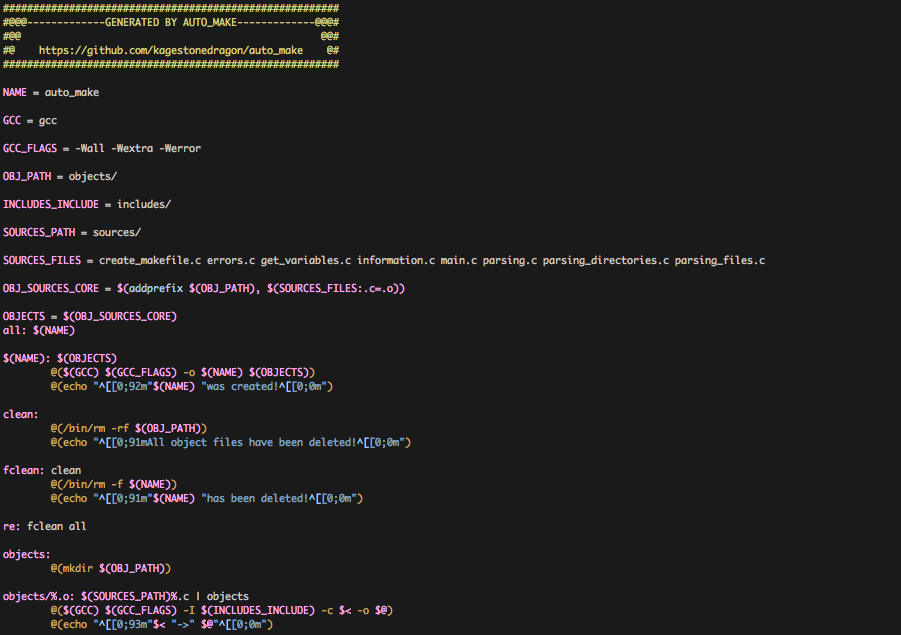 ########################################################
#@@@-------------GENERATED BY AUTO_MAKE-------------@@@#
#@@                                                  @@#
#@    https://github.com/kagestonedragon/auto_make    @#
########################################################
NAME = auto_make
GCC = gcc
GCC_FLAGS = -Wall -Wextra -Werror
OBJ_PATH = objects/
INCLUDES_INCLUDE = includes/
SOURCES_PATH = sources/
SOURCES_FILES = create_makefile.c errors.c get_variables.c information.c main.c parsing.c parsing_directories.c parsing_files.c
OBJ_SOURCES_CORE = $(addprefix $(OBJ_PATH), $(SOURCES_FILES:.c=.o))
OBJECTS = $(OBJ_SOURCES_CORE)
all: $(NAME)
$(NAME): $(OBJECTS)
        @($(GCC) $(GCC_FLAGS) -o $(NAME) $(OBJECTS))
        @(echo "^[[0;92m"$(NAME) "was created!^[[0;0m")
clean:
        @(/bin/rm -rf $(OBJ_PATH))
        @(echo "^[[0;91mAll object files have been deleted!^[[0;0m")
fclean: clean
        @(/bin/rm -f $(NAME))
        @(echo "^[[0;91m"$(NAME) "has been deleted!^[[0;0m")
re: fclean all
objects:
        @(mkdir $(OBJ_PATH))
objects/%.o: $(SOURCES_PATH)%.c | objects
        @($(GCC) $(GCC_FLAGS) -I $(INCLUDES_INCLUDE) -c $< -o $@)
        @(echo "^[[0;93m"$< "->" $@"^[[0;0m")